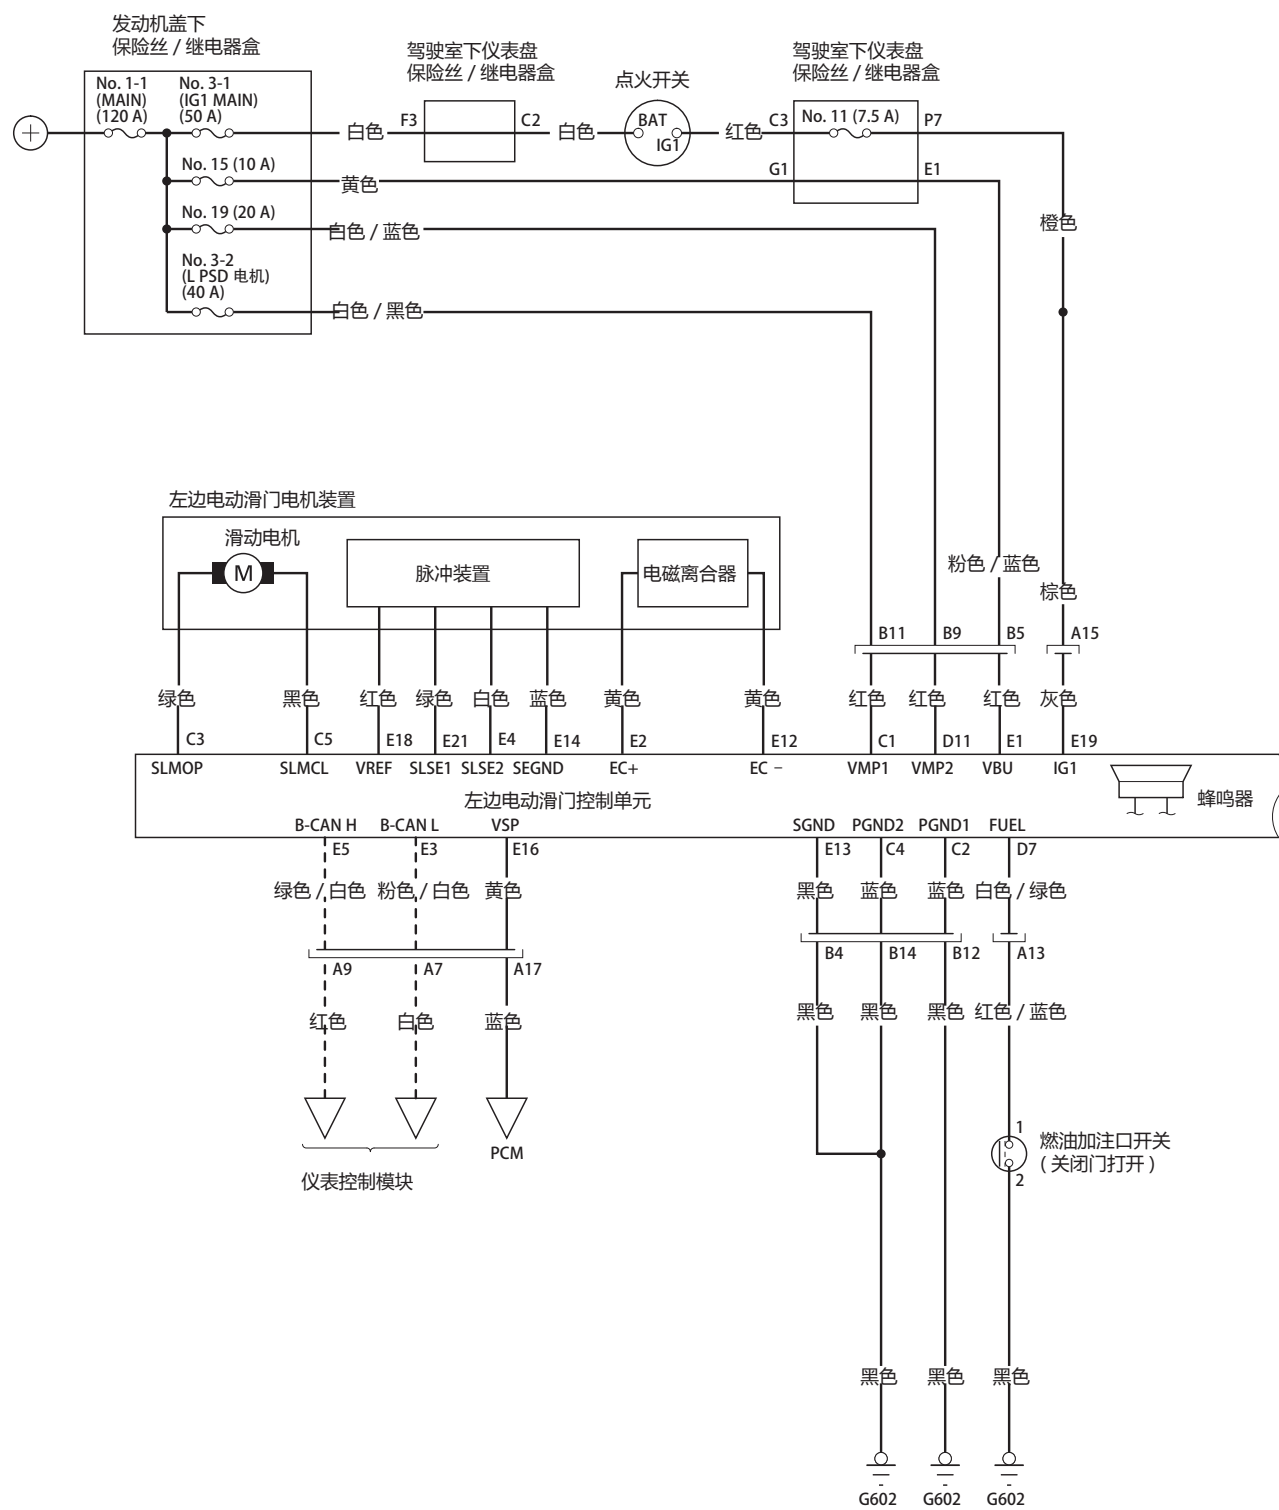 发动机盖下
保险丝 / 继电器盒
驾驶室下仪表盘
保险丝 / 继电器盒
点火开关
驾驶室下仪表盘
保险丝 / 继电器盒
No. 1-1
(MAIN)
(120 A)
No. 3-1
(IG1 MAIN)
(50 A)
白色
F3
C2
白色
BAT
IG1
红色
C3
No. 11 (7.5 A)
P7
No. 15 (10 A)
黄色
G1
E1
No. 19 (20 A)
白色 / 蓝色
橙色
No. 3-2
(L PSD 电机)
(40 A)
白色 / 黑色
左边电动滑门电机装置
滑动电机
M
脉冲装置
电磁离合器
粉色 / 蓝色
棕色
B11
B9
B5
A15
绿色
黑色
红色
绿色
白色
蓝色
黄色
黄色
红色
红色
红色
灰色
C3
C5
E18
E21
E4
E14
E2
E12
C1
D11
E1
E19
SLMOP
SLMCL
VREF
SLSE1
SLSE2
SEGND
EC+
EC −
VMP1
VMP2
VBU
IG1
左边电动滑门控制单元
蜂鸣器
B-CAN H
B-CAN L
VSP
SGND
PGND2
PGND1
FUEL
E5
E3
E16
E13
C4
C2
D7
绿色 / 白色
粉色 / 白色
黄色
黑色
蓝色
蓝色
白色 / 绿色
A9
A7
A17
B4
B14
B12
A13
红色
白色
蓝色
黑色
黑色
黑色
红色 / 蓝色
PCM
仪表控制模块
1
2
燃油加注口开关
( 关闭门打开 )
黑色
黑色
黑色
G602
G602
G602